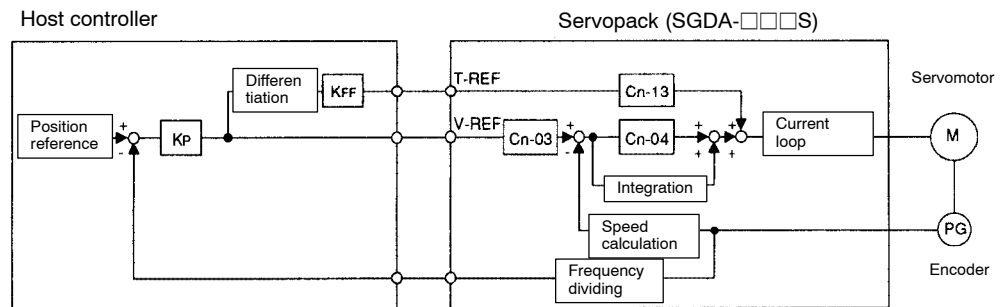 Host controller
Servopack (SGDA-□□□S)
Differen
tiation
KFF
T-REF
Cn-13
Servomotor
Position
reference
+
-
KP
V-REF
Cn-03
+
-
Cn-04
+
+
+
+
Current
loop
M
Integration
Speed
calculation
PG
Frequency
dividing
Encoder